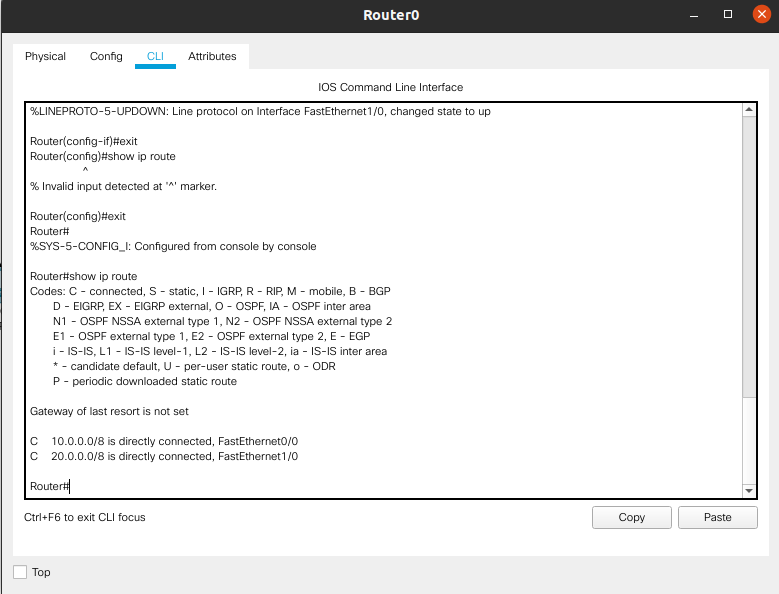 Router0
Physical Config CLI Attributes
IOS Command Line Interface
%LINEPROTO-5-UPDOWN: Line protocol on Interface FastEthernet1/0, changed state to up
Router(config-if)#exit
Router(config)#show ip route
^
% Invalid input detected at '^' marker.
Router(config)#exit
Router#
%SYS-5-CONFIG_I: Configured from console by console
Router#show ip route
Codes: C - connected, S - static, I - IGRP, R - RIP, M - mobile, B - BGP
D - EIGRP, EX - EIGRP external, O - OSPF, IA - OSPF inter area
N1 - OSPF NSSA external type 1, N2 - OSPF NSSA external type 2
E1 - OSPF external type 1, E2 - OSPF external type 2, E - EGP
i - IS-IS, L1 - IS-IS level-1, L2 - IS-IS level-2, ia - IS-IS inter area
* - candidate default, U - per-user static route, o - ODR
P - periodic downloaded static route
Gateway of last resort is not set
C 10.0.0.0/8 is directly connected, FastEthernet0/0
C 20.0.0.0/8 is directly connected, FastEthernet1/0
Router#
Ctrl+F6 to exit CLI focus
Copy Paste
Top